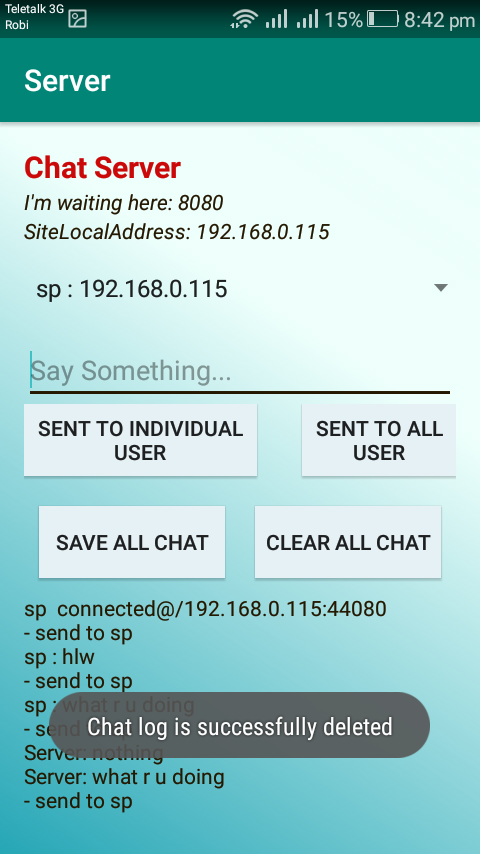 Teletalk 3G
Robi
15%
8:42 pm
Server
Chat Server
I'm waiting here: 8080
SiteLocalAddress: 192.168.0.115
sp : 192.168.0.115
Say Something...
SENT TO INDIVIDUAL
USER
SENT TO ALL
USER
SAVE ALL CHAT
CLEAR ALL CHAT
sp connected@/192.168.0.115:44080
- send to sp
sp : hlw
- send to sp
sp : what r u doing
- send
Chat log is successfully deleted
Server: nothing
Server: what r u doing
- send to sp